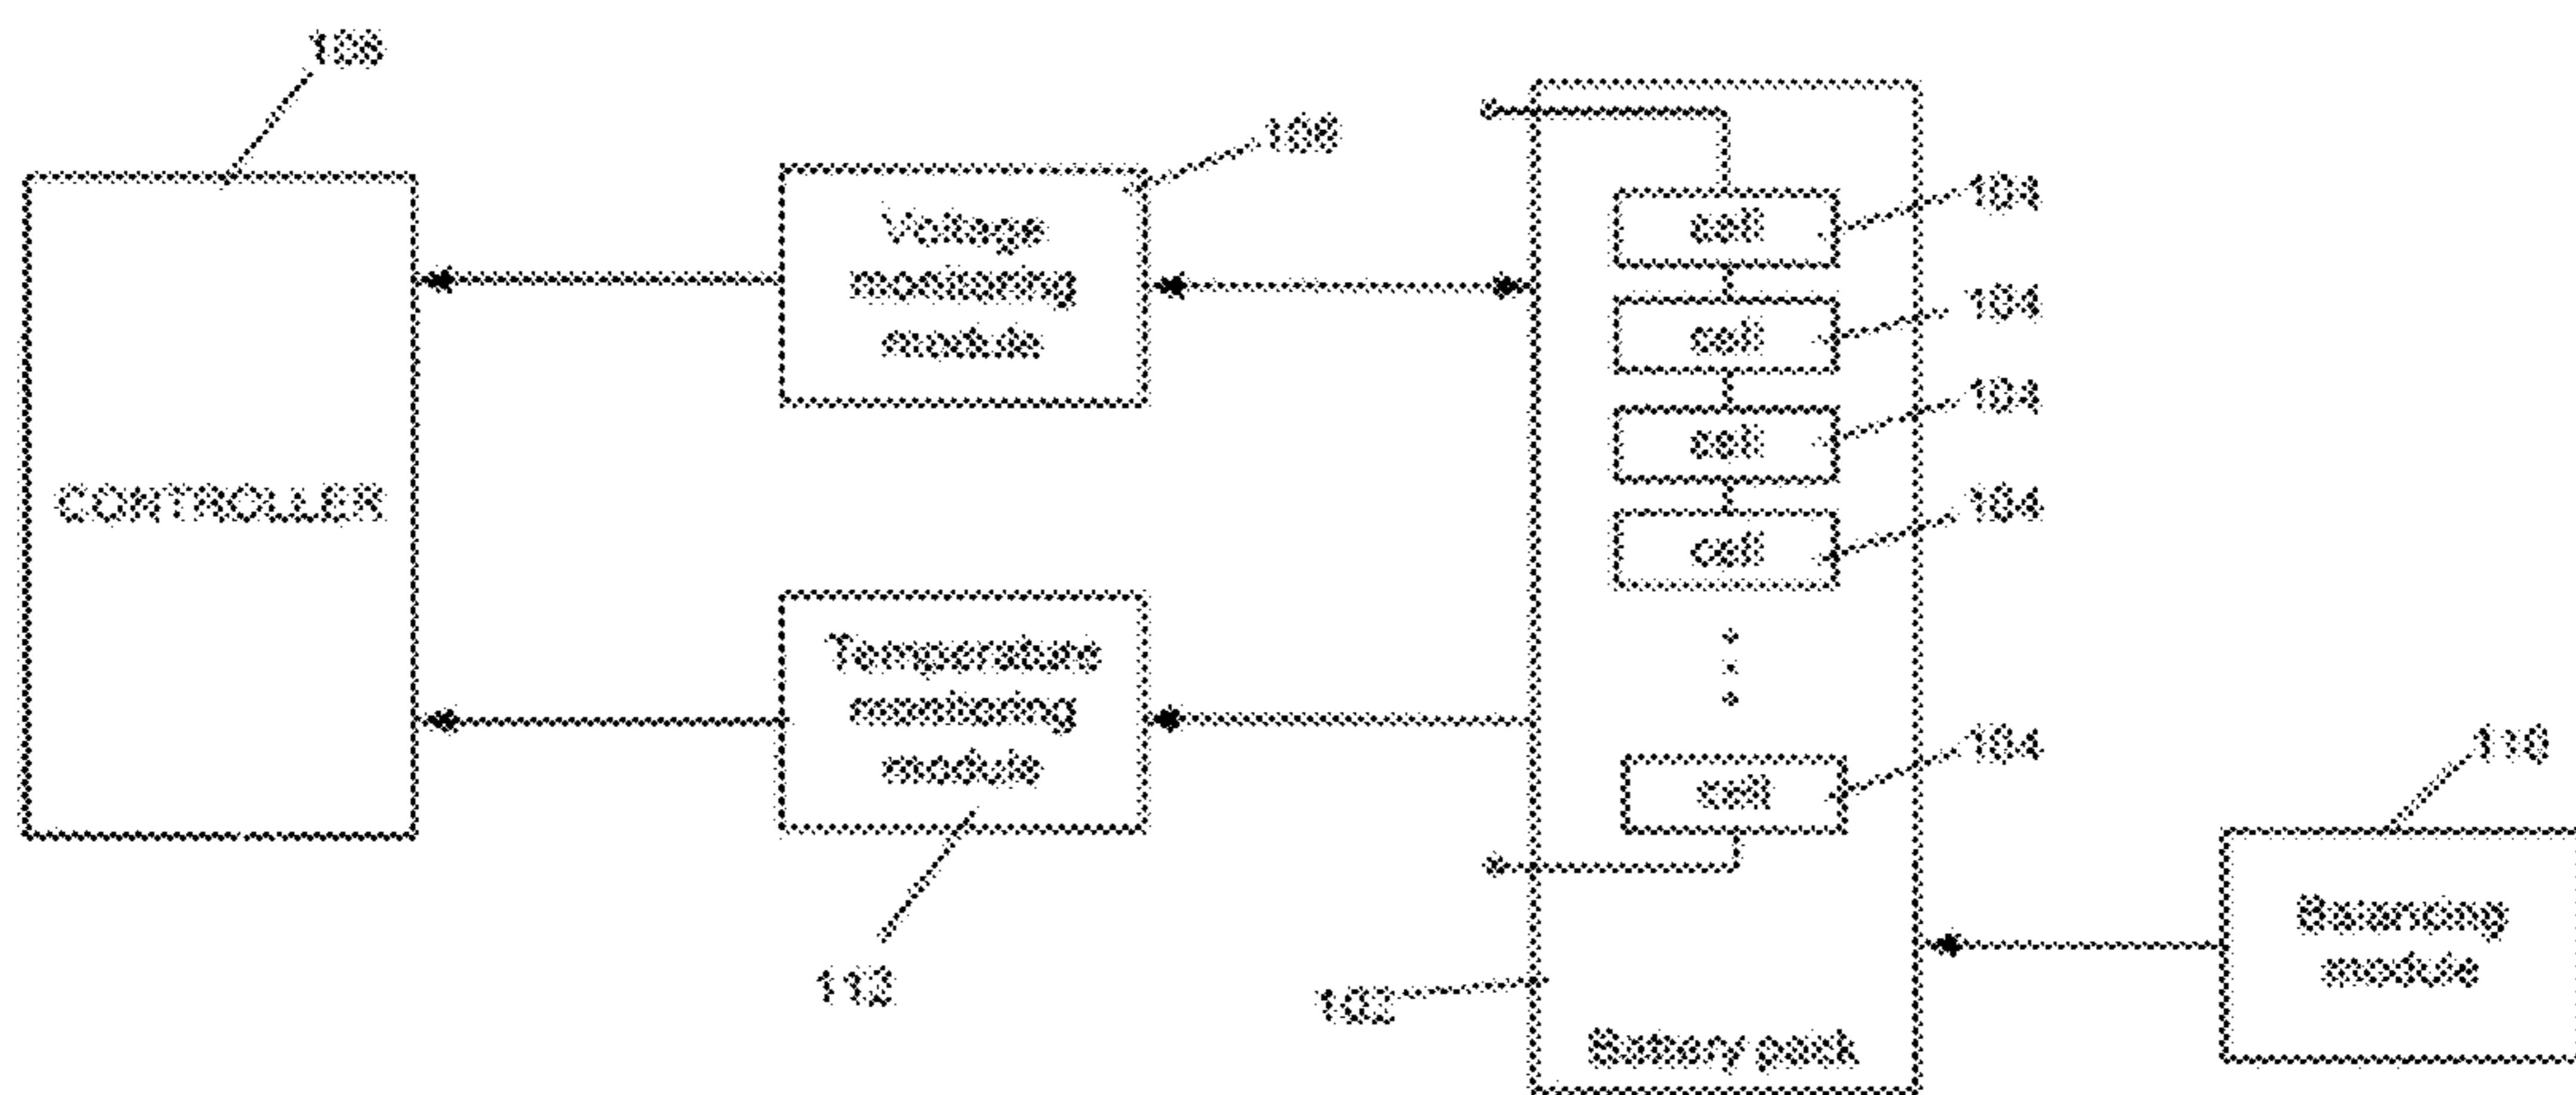 104
Voltage
monitoring
module
cell
104
cell
104
cell
104
cell
CONTROLLER
Temperature
monitoring
module
104
cell
110
112
102
Battery pack
Balancing
module